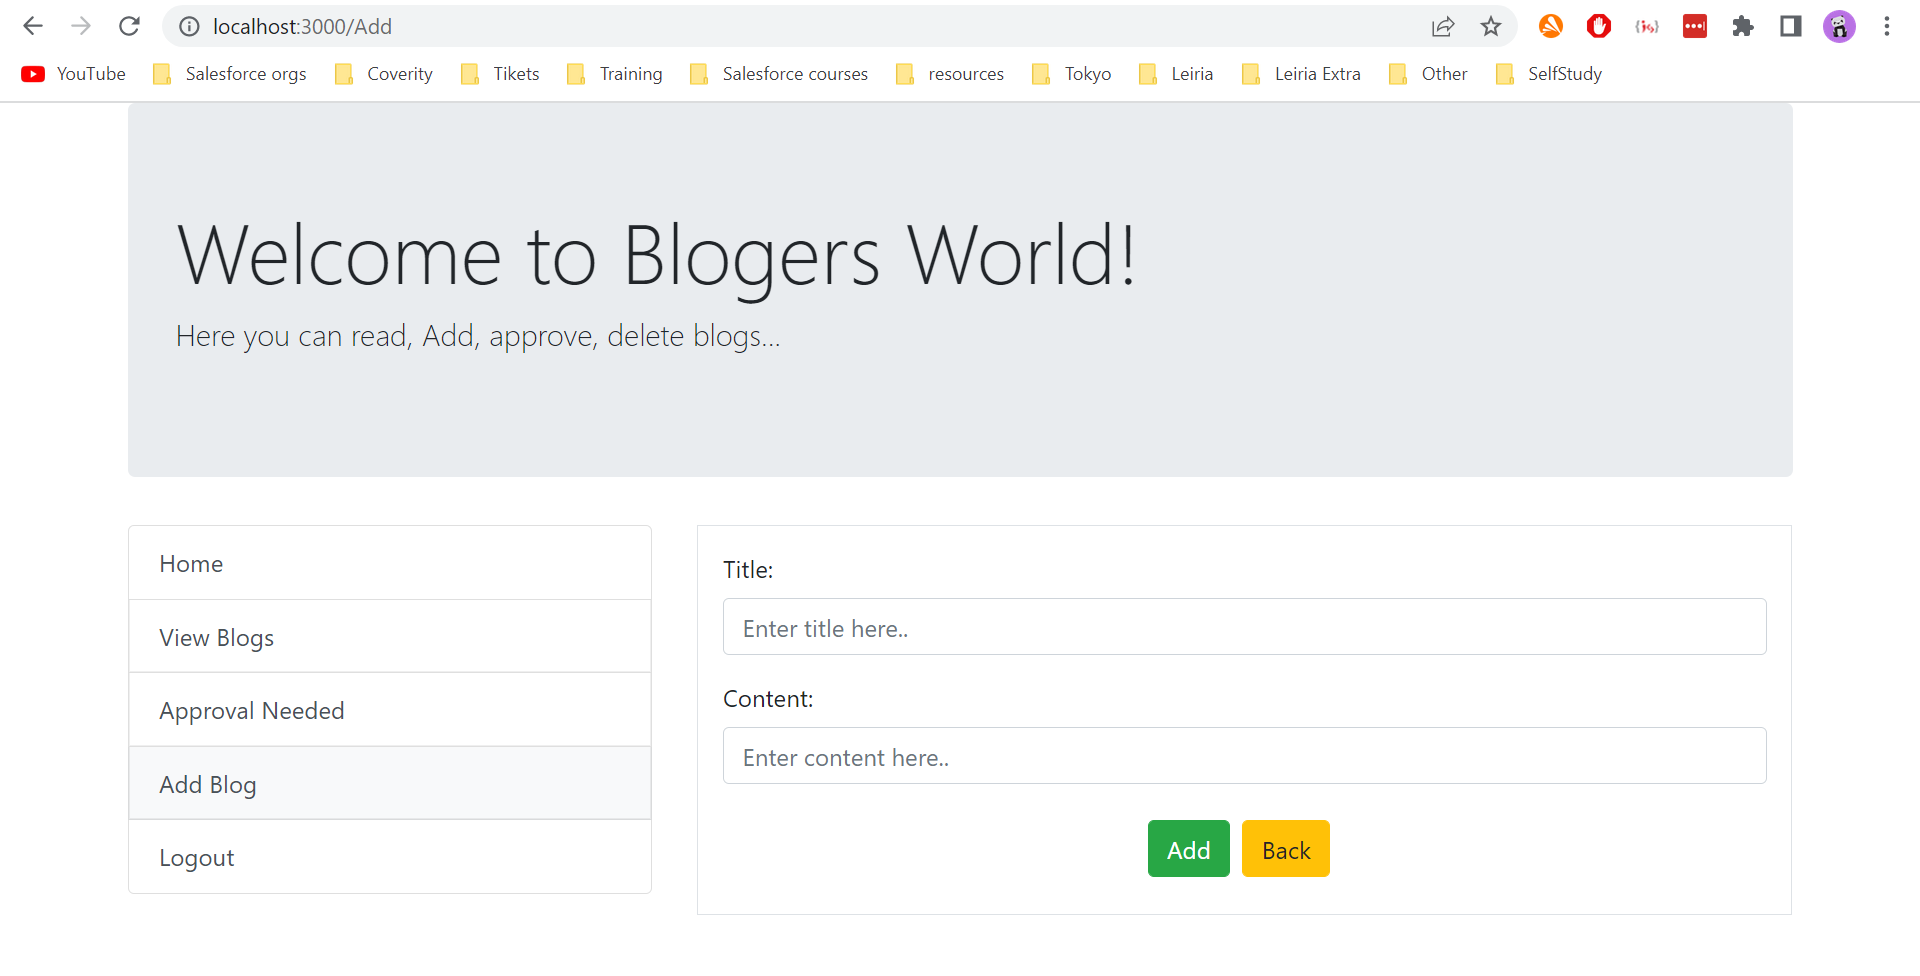 localhost:3000/Add
YouTube Salesforce orgs Coverity Tikets Training Salesforce courses resources Tokyo Leiria Leiria Extra Other SelfStudy
Welcome to Blogers World!
Here you can read, Add, approve, delete blogs...
Home
View Blogs
Approval Needed
Add Blog
Logout
Title:
Enter title here..
Content:
Enter content here..
Add Back